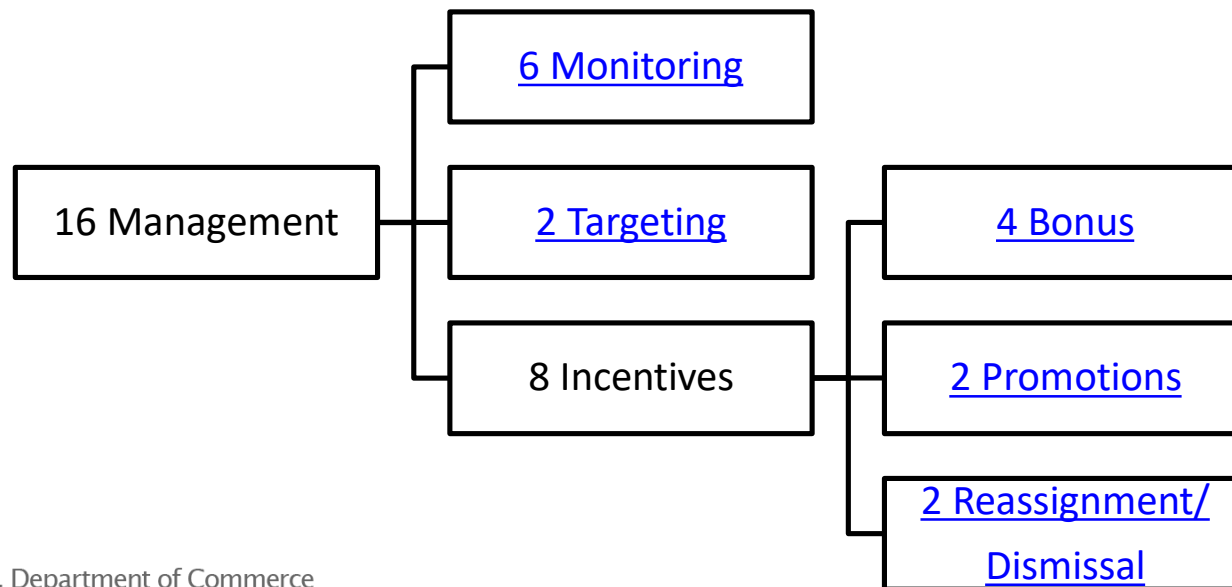 6 Monitoring
16 Management
2 Targeting
4 Bonus
8 Incentives
2 Promotions
2 Reassignment/
Dismissal
. Department of Commerce